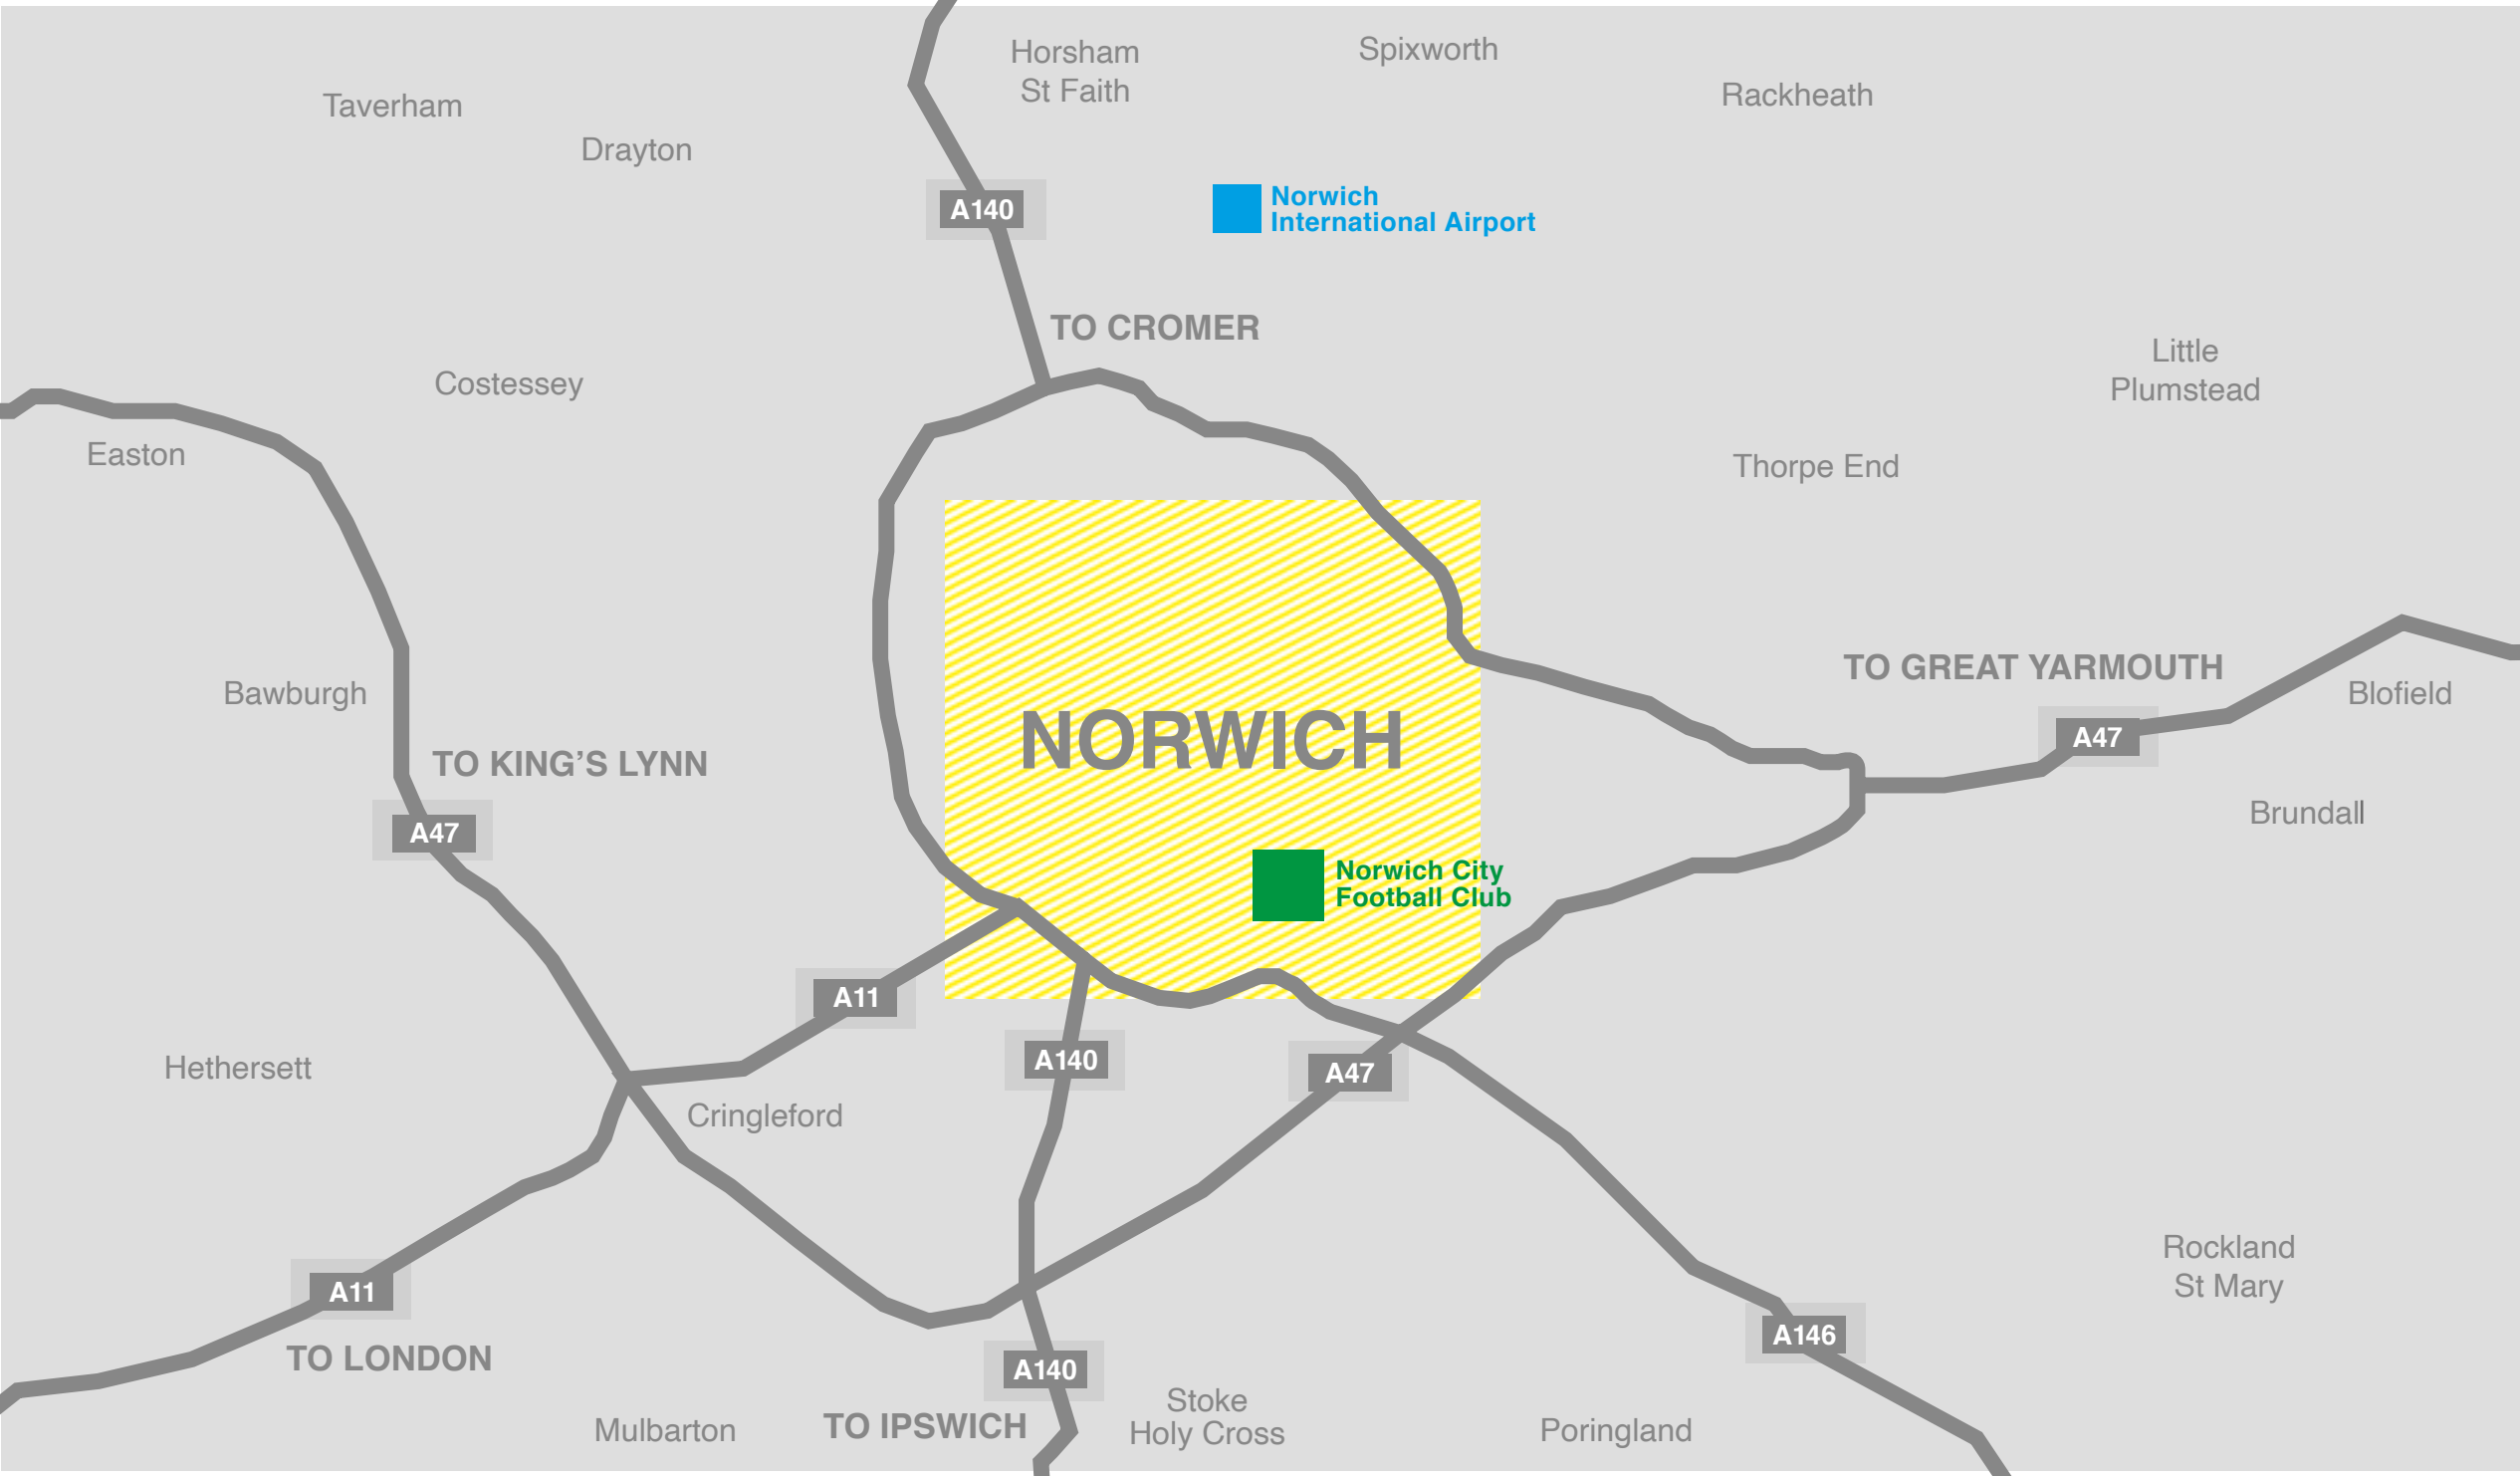 Horsham
St Faith
Spixworth
Rackheath
Taverham
Drayton
A140
Norwich
International Airport
TO CROMER
Little
Plumstead
Costessey
Easton
Thorpe End
TO GREAT YARMOUTH
Blofield
Bawburgh
A47
NORWICH
TO KING'S LYNN
Brundall
A47
Norwich City
Football Club
A11
A140
A47
Hethersett
Cringleford
Rockland
St Mary
A11
A146
TO LONDON
A140
Stoke
Holy Cross
TO IPSWICH
Mulbarton
Poringland